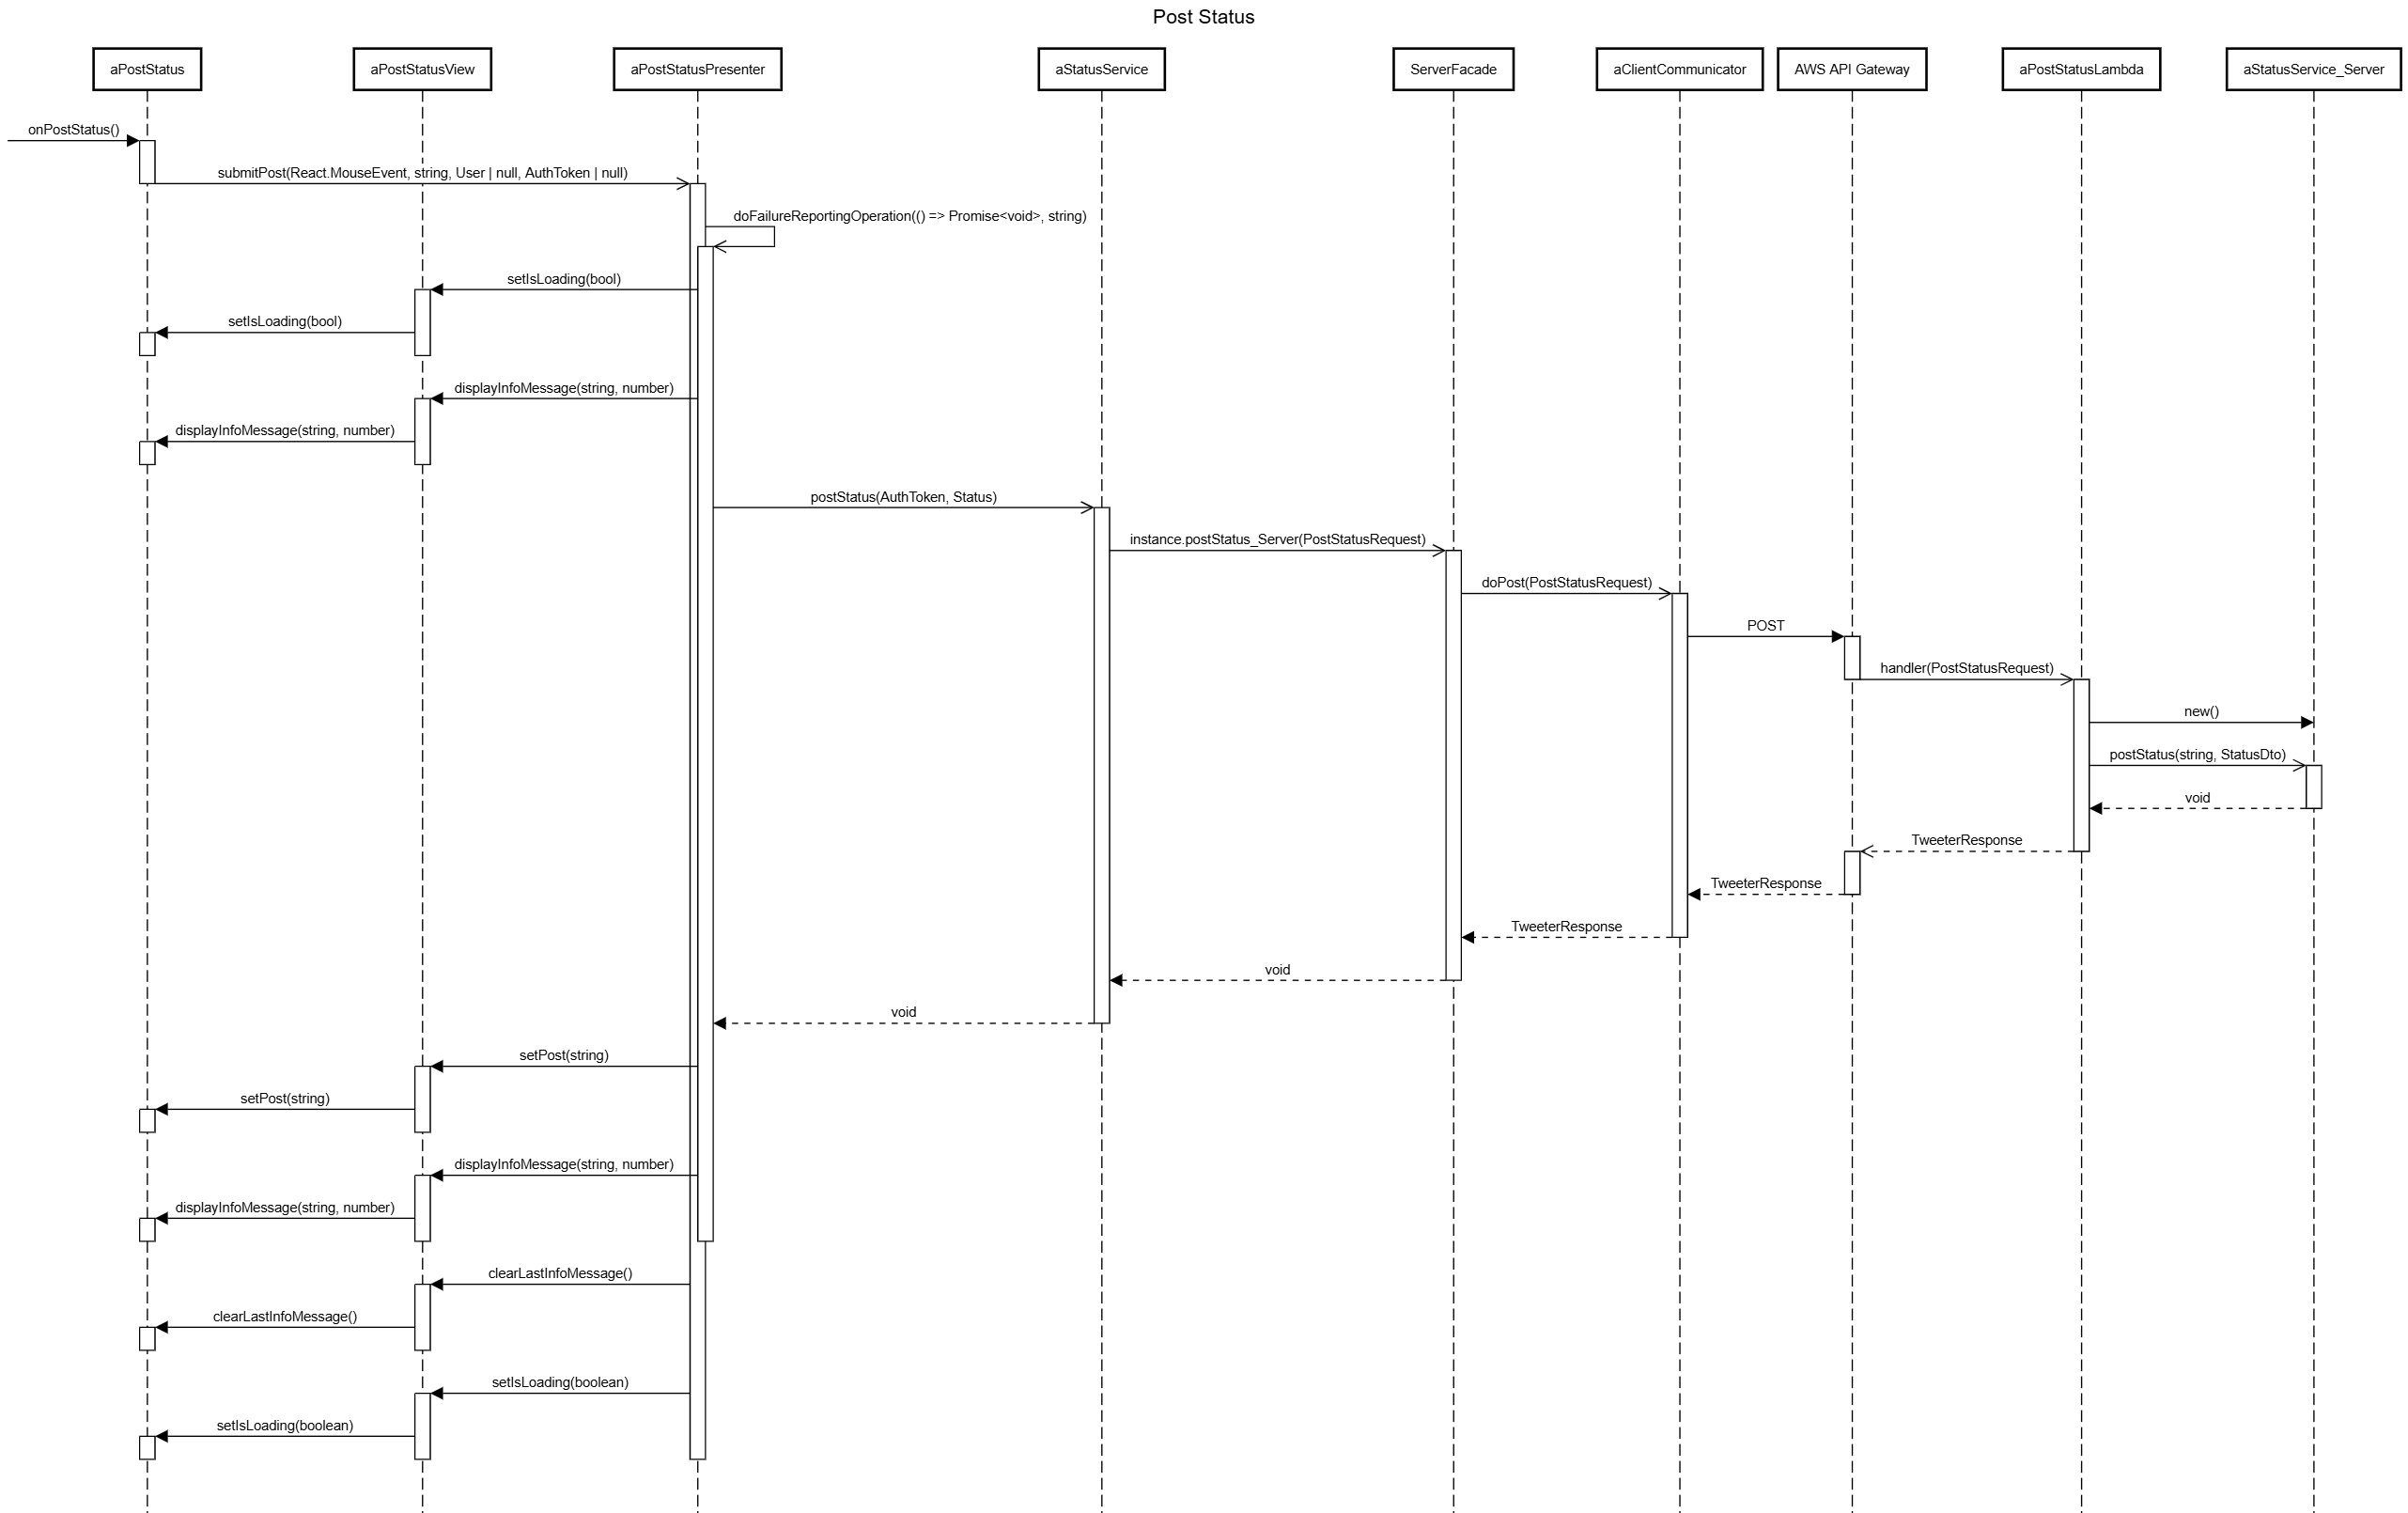 Post Status
aPostStatus
aPostStatusView
aPostStatusPresenter
aStatusService
ServerFacade
aClientCommunicator
AWS API Gateway
aPostStatusLambda
aStatusService_Server
onPostStatus()
submitPost(React.MouseEvent, string, User | null, AuthToken | null)
doFailureReportingOperation(() => Promise<void>, string)
setIsLoading(bool)
setIsLoading(bool)
displayInfoMessage(string, number)
displayInfoMessage(string, number)
postStatus(AuthToken, Status)
instance.postStatus_Server(PostStatusRequest)
doPost(PostStatusRequest)
POST
handler(PostStatusRequest)
new()
postStatus(string, StatusDto)
void
TweeterResponse
TweeterResponse
TweeterResponse
void
void
setPost(string)
setPost(string)
displayInfoMessage(string, number)
displayInfoMessage(string, number)
clearLastInfoMessage()
clearLastInfoMessage()
setIsLoading(boolean)
setIsLoading(boolean)